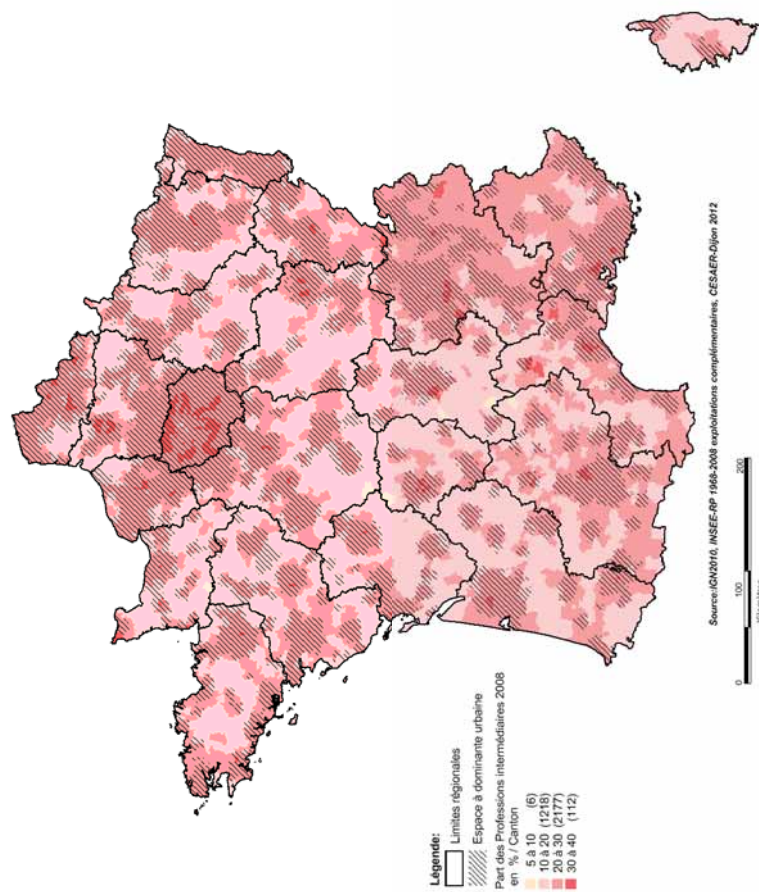 Légende:
Limites régionales
Espace à dominante urbaine
Part des Professions intermédiaires 2008
en % / Canton
5 à 10 (6)
10 à 20 (1218)
20 à 30 (2177)
30 à 40 (112)
0 100 200
Kilomètres
Source:IGN2010, INSEE-RP 1968-2008 exploitations complémentaires, CESAER-Dijon 2012